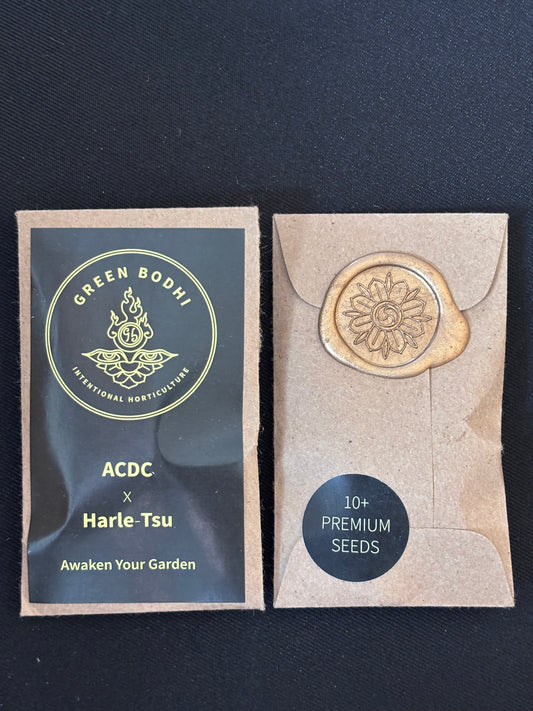 GREEN BODHI
INTENTIONAL HORTICULTURE
ACDC
x
Harle-Tsu
Awaken Your Garden
10+
PREMIUM
SEEDS